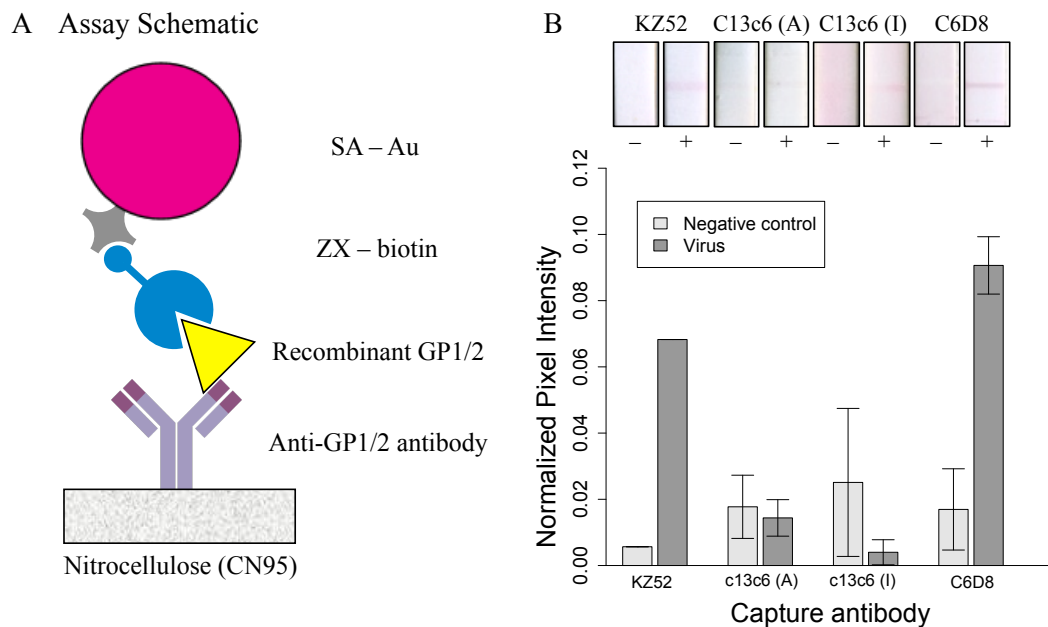 A Assay Schematic
SA – Au
ZX – biotin
Recombinant GP1/2
Anti-GP1/2 antibody
Nitrocellulose (CN95)
B
KZ52 C13c6 (A) C13c6 (I) C6D8
– + – + – + – +
Normalized Pixel Intensity
0.12
0.10
0.08
0.06
0.04
0.02
0.00
Negative control
Virus
KZ52 c13c6 (A) c13c6 (I) C6D8
Capture antibody